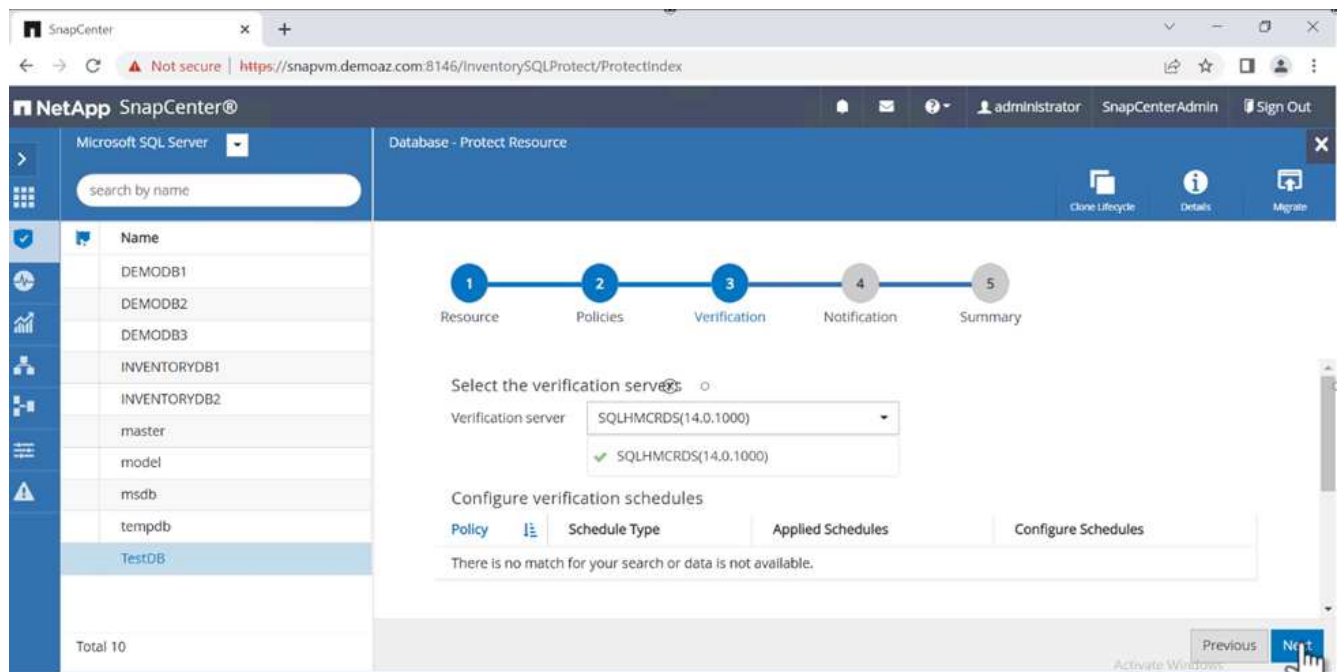 SnapCenter
Not secure | https://snapvm.demoaz.com:8146/InventorySQLProtect/ProtectIndex
NetApp SnapCenter®
administrator SnapCenterAdmin Sign Out
Microsoft SQL Server
Database - Protect Resource
search by name
Clone Lifecycle Details Migrate
Name
DEMODB1
DEMODB2
DEMODB3
INVENTORYDB1
INVENTORYDB2
master
model
msdb
tempdb
TestDB
Total 10
1 2 3 4 5
Resource Policies Verification Notification Summary
Select the verification servers
Verification server SQLHMCRDS(14.0.1000)
SQLHMCRDS(14.0.1000)
Configure verification schedules
Policy Schedule Type Applied Schedules Configure Schedules
There is no match for your search or data is not available.
Previous Next
Activate Windows